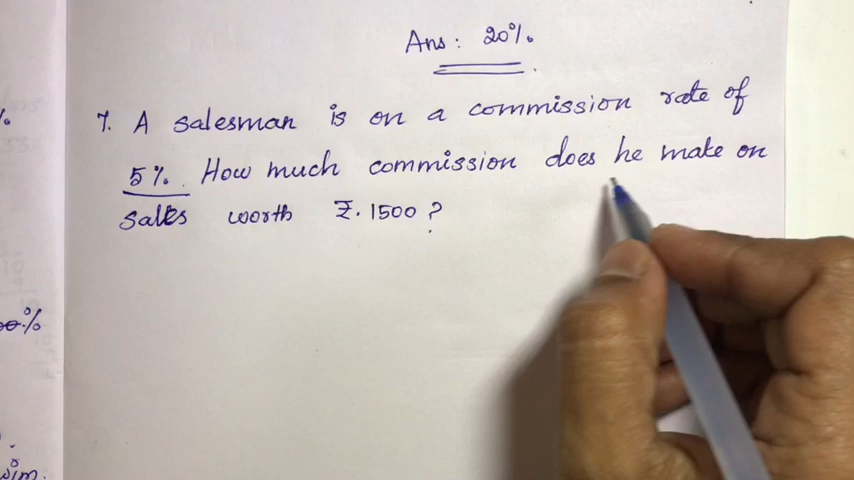 Ans: 20%.
7. A salesman is on a commission rate of
5%. How much commission does he make on
sales worth ₹. 1500?